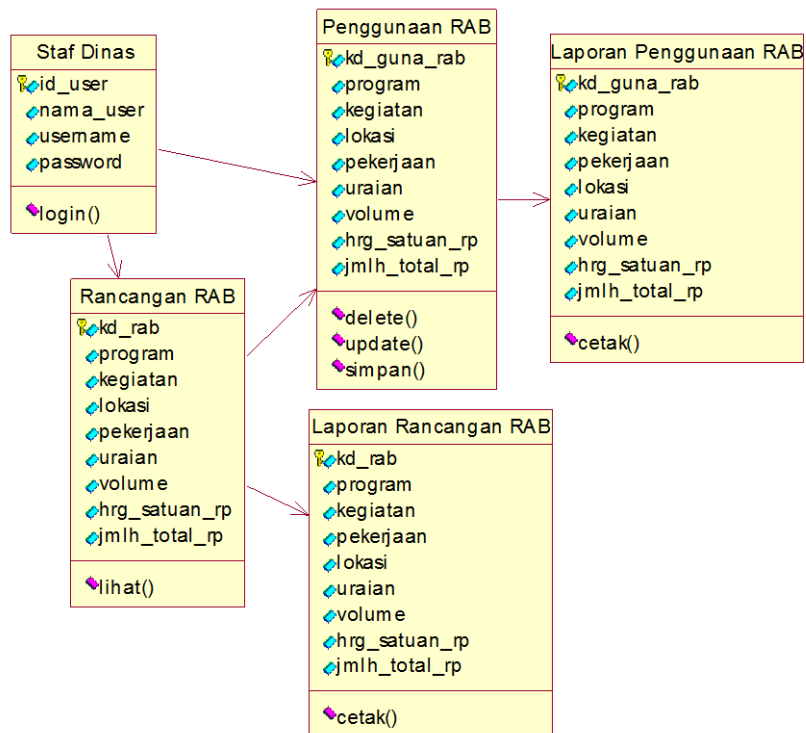 Staf Dinas
id_user
nama_user
username
password
login()
Penggunaan RAB
kd_guna_rab
program
kegiatan
lokasi
pekerjaan
uraian
volume
hrg_satuan_rp
jmlh_total_rp
delete()
update()
simpan()
Laporan Penggunaan RAB
kd_guna_rab
program
kegiatan
pekerjaan
lokasi
uraian
volume
hrg_satuan_rp
jmlh_total_rp
cetak()
Rancangan RAB
kd_rab
program
kegiatan
lokasi
pekerjaan
uraian
volume
hrg_satuan_rp
jmlh_total_rp
lihat()
Laporan Rancangan RAB
kd_rab
program
kegiatan
pekerjaan
lokasi
uraian
volume
hrg_satuan_rp
jmlh_total_rp
cetak()